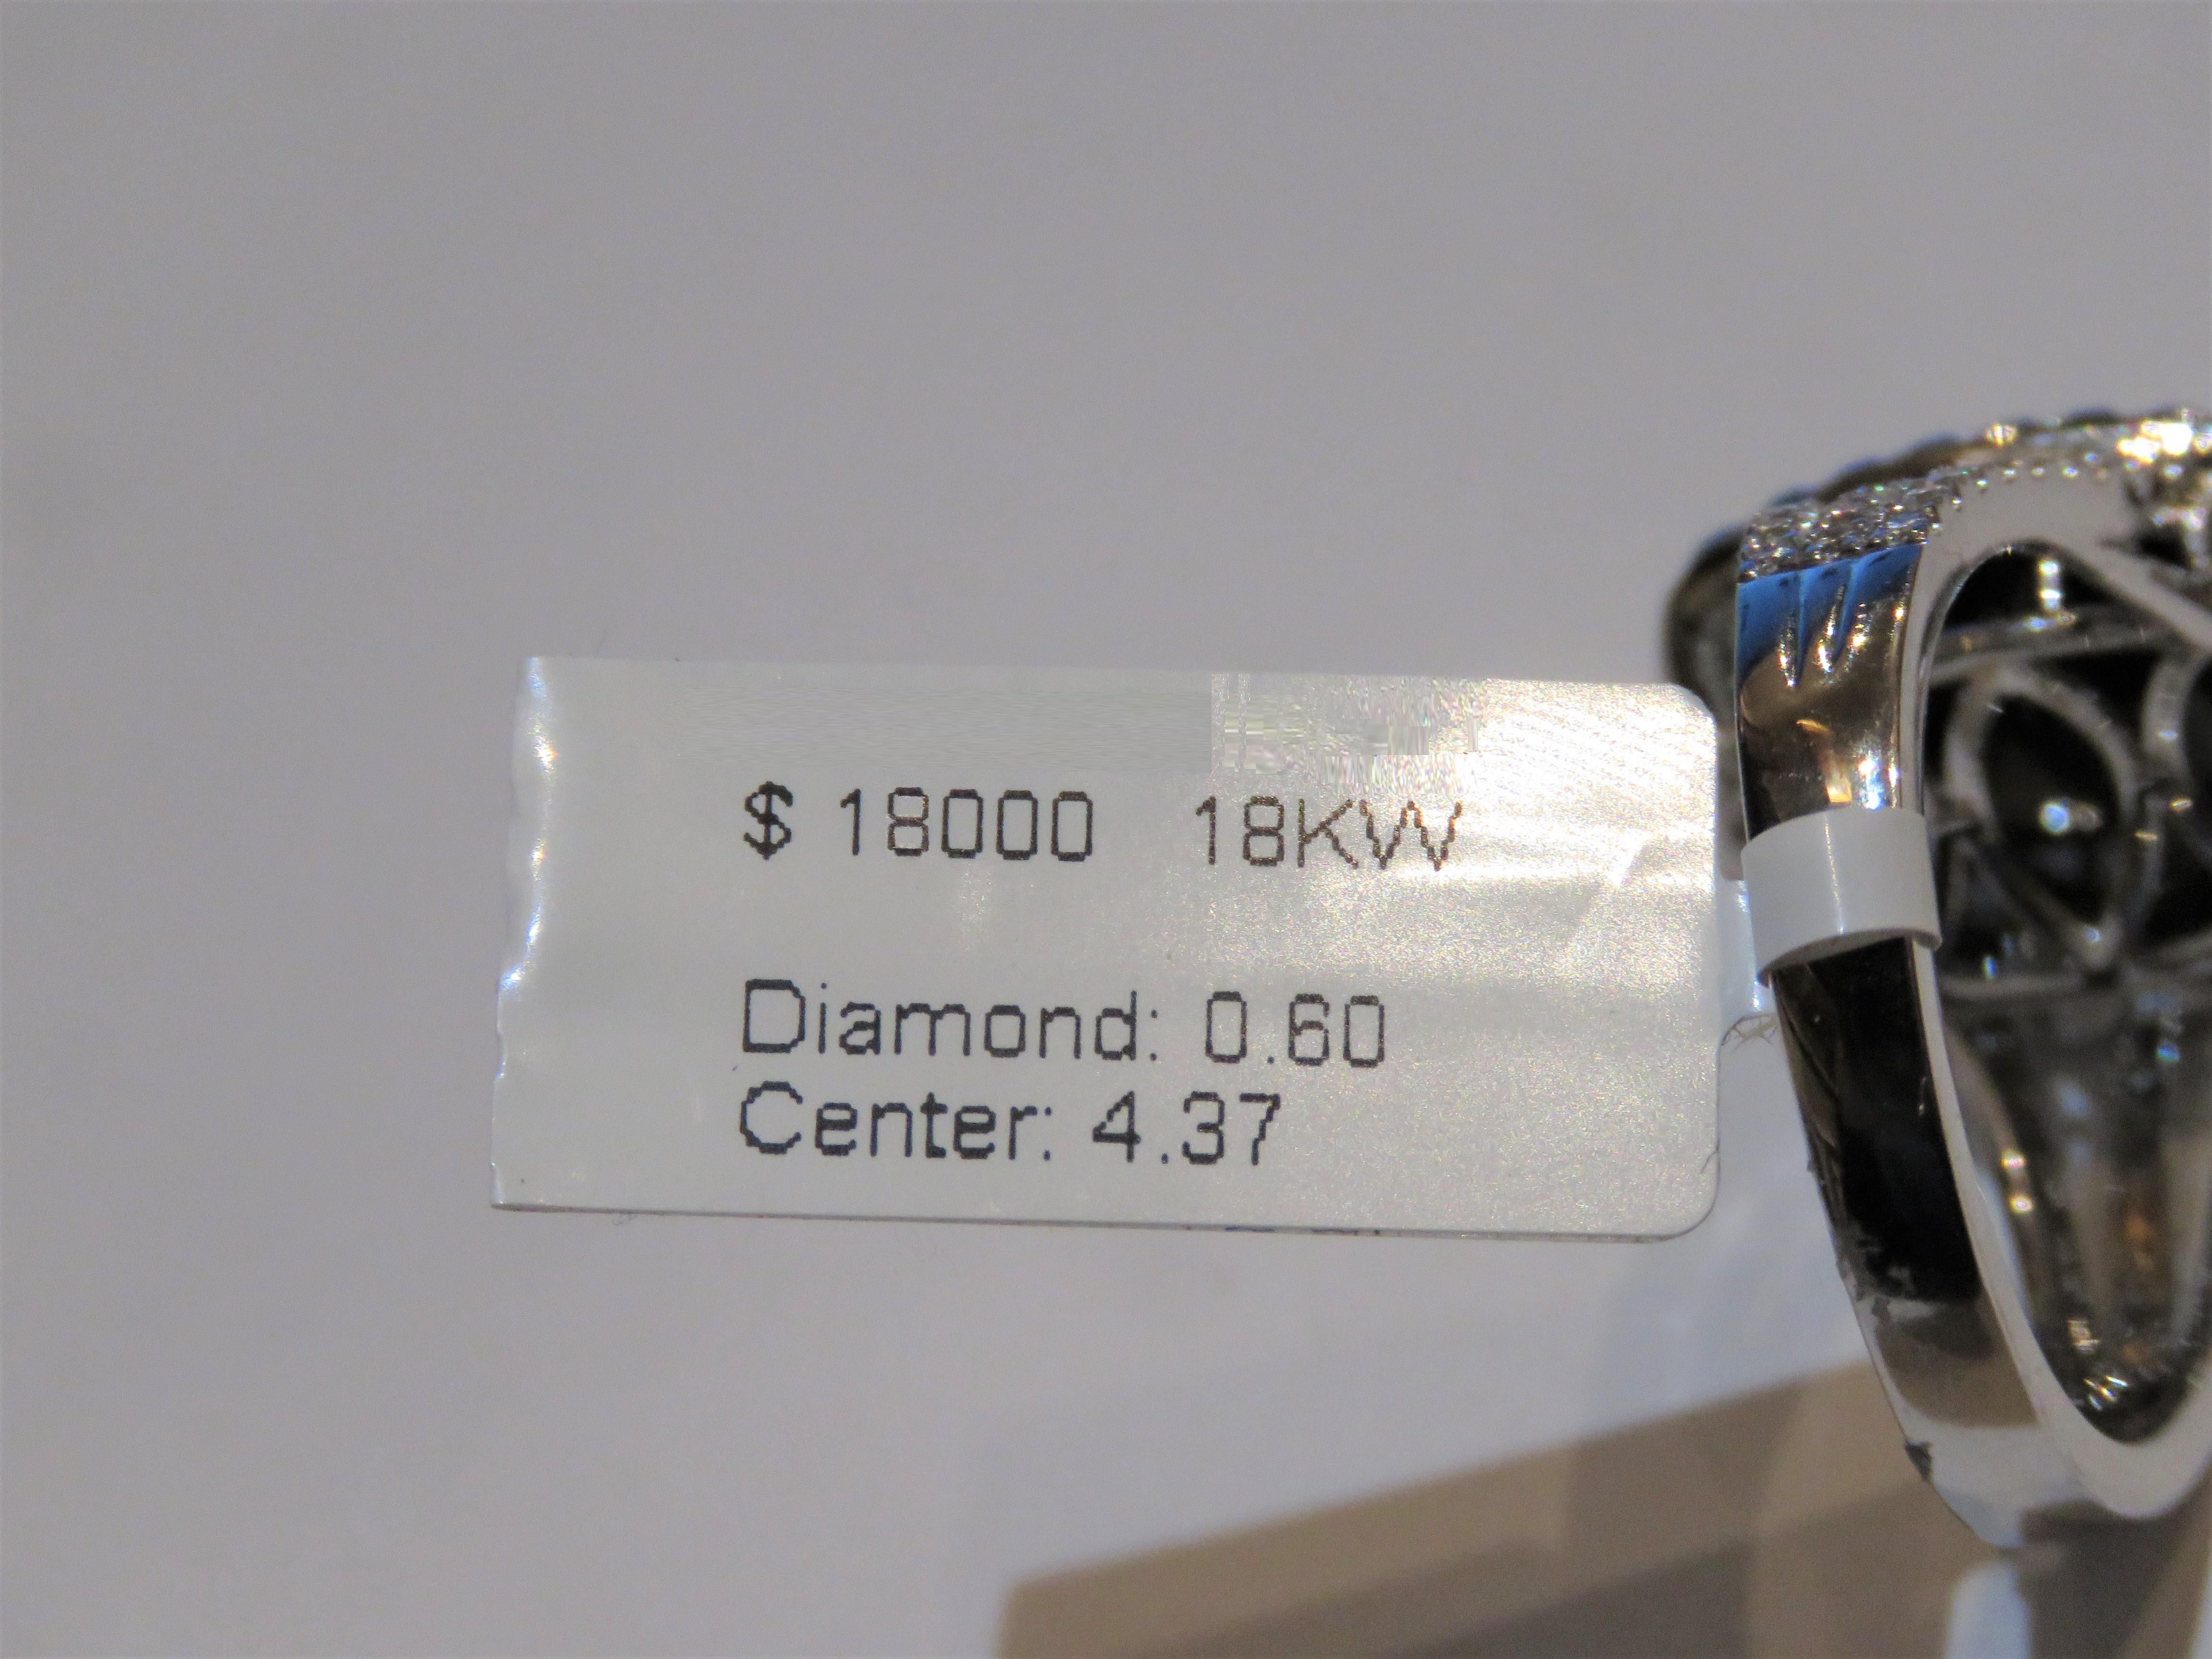 $ 18000 18KW
Diamond: 0.60
Center: 4.37